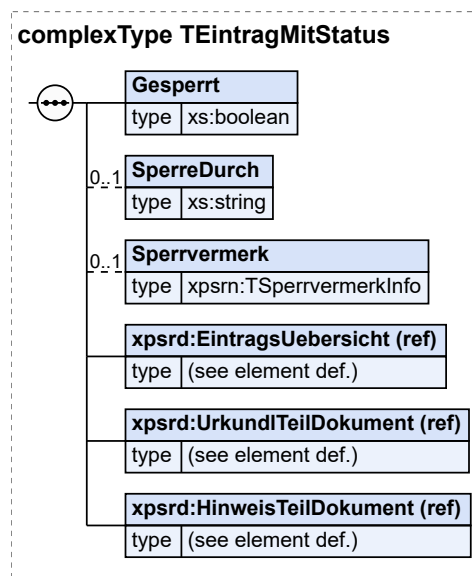 complexType TEintragMitStatus
Gesperrt
type xs:boolean
0..1 SperreDurch
type xs:string
0..1 Sperrvermerk
type xpsrn:TSperrvermerkInfo
xpsrd:EintragsUebersicht (ref)
type (see element def.)
xpsrd:UrkundlTeilDokument (ref)
type (see element def.)
xpsrd:HinweisTeilDokument (ref)
type (see element def.)